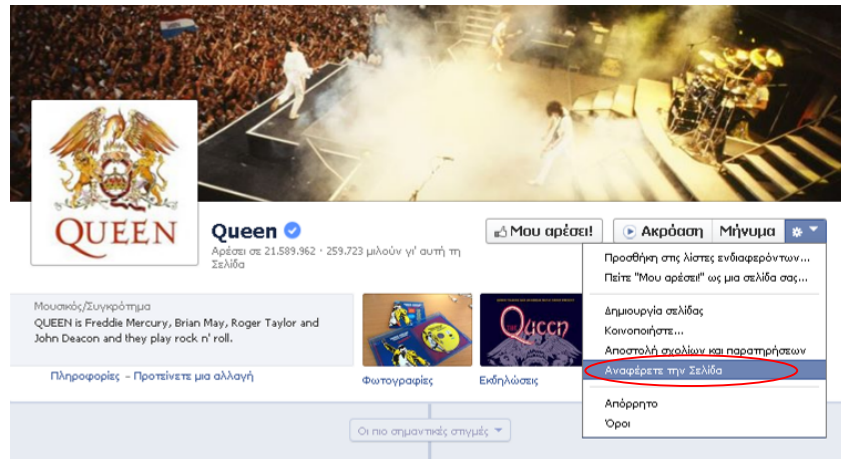 QUEEN
Queen
Μου αρέσει!
Ακρόαση
Μήνυμα
Αρέσει σε 21.589.962 · 259.723 μιλούν γι' αυτή τη
Σελίδα
Προσθήκη στις λίστες ενδιαφερόντων...
Πείτε "Μου αρέσει!" ως μια σελίδα σας...
Δημιουργία σελίδας
Κοινοποιήστε...
Αποστολή σχολίων και παρατηρήσεων
Αναφέρετε την Σελίδα
Απόρρητο
Όροι
Μουσικός/Συγκρότημα
QUEEN is Freddie Mercury, Brian May, Roger Taylor and
John Deacon and they play rock n' roll.
Πληροφορίες – Προτείνετε μια αλλαγή
Queen
Φωτογραφίες
Εκδηλώσεις
Οι πιο σημαντικές στιγμές